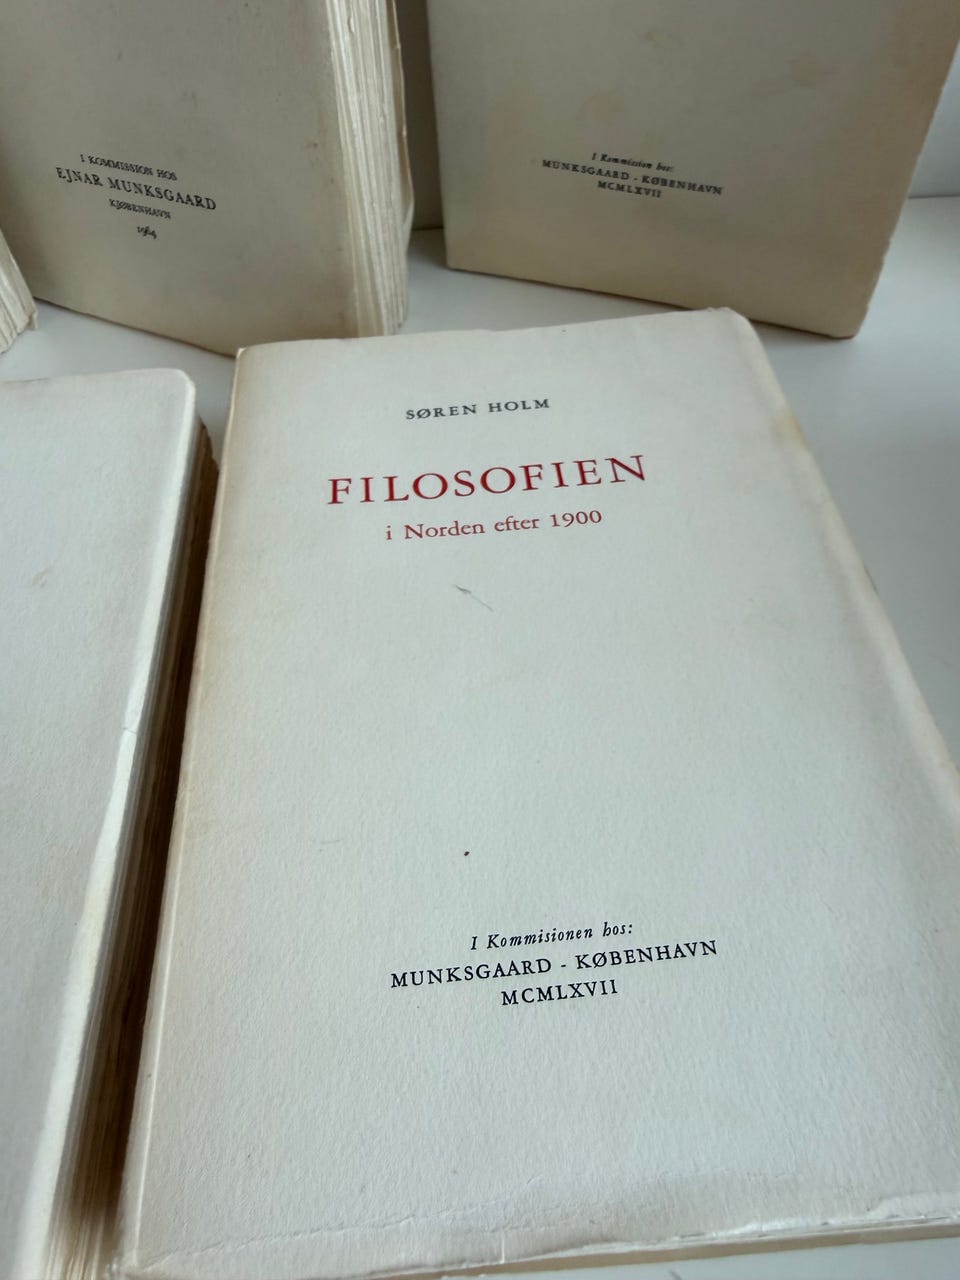 I KOMMISSION HOS
EJNAR MUNKSGAARD
KJØBENHAVN
1964
I Kommission hos:
MUNKSGAARD - KØBENHAVN
MCMLXVII
SØREN HOLM
FILOSOFIEN
i Norden efter 1900
I Kommisionen hos:
MUNKSGAARD - KØBENHAVN
MCMLXVII